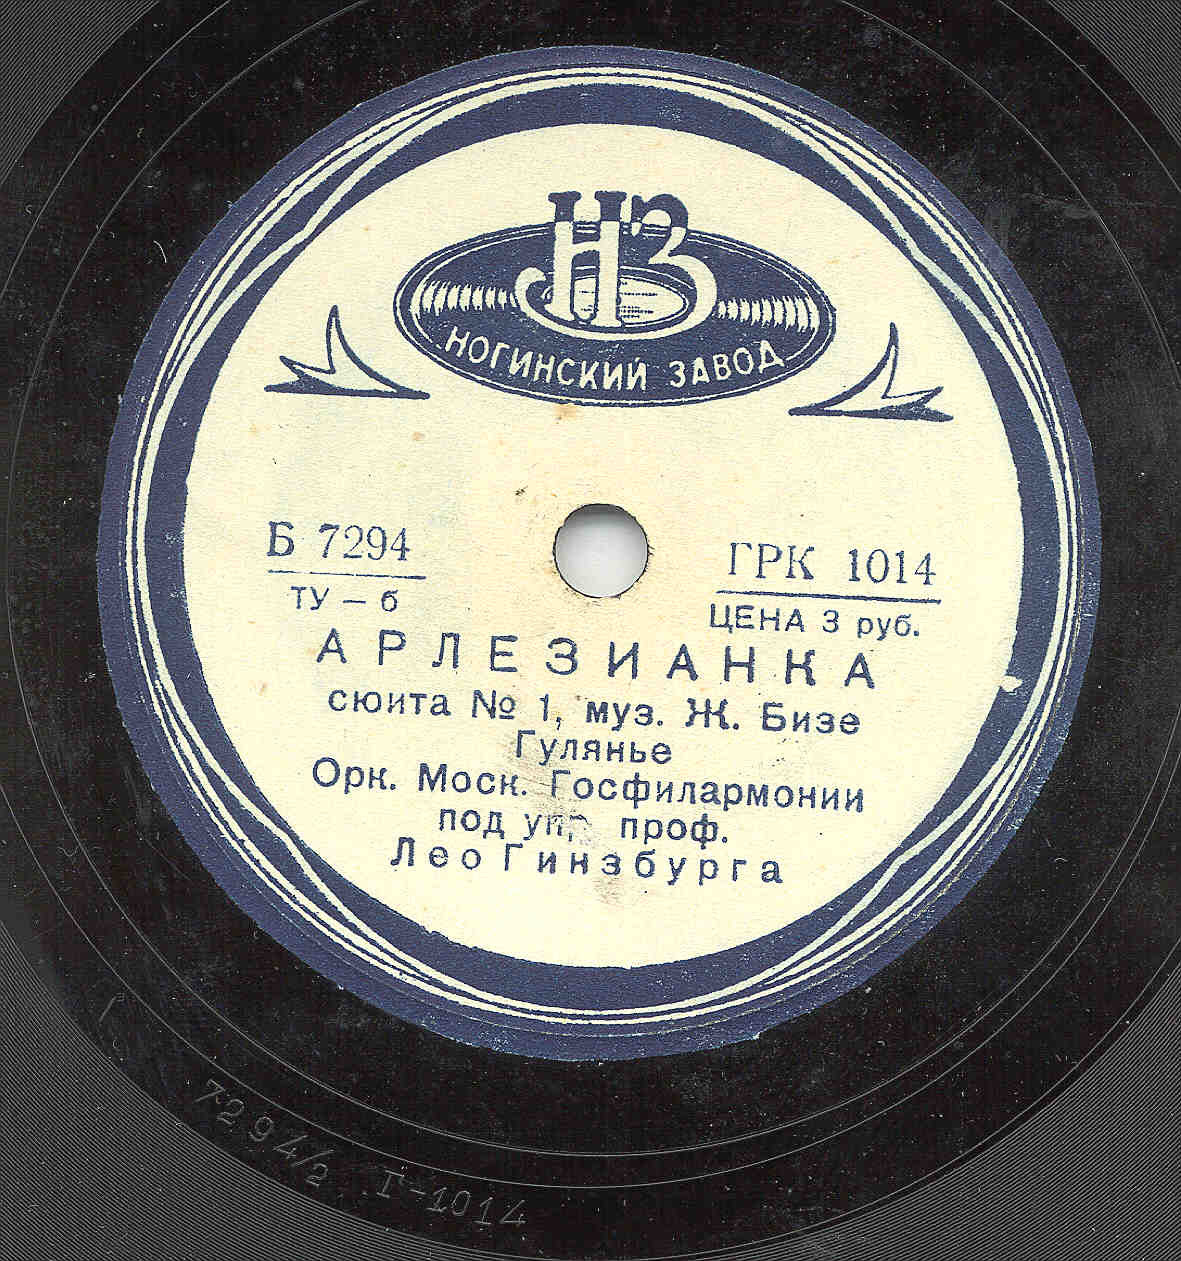 НЗ
НОГИНСКИЙ ЗАВОД
Б 7294
ТУ – б
ГРК 1014
ЦЕНА 3 руб.
АРЛЕЗИАНКА
сюита № 1, муз. Ж. Бизе
Гулянье
Орк. Моск. Госфилармонии
под упр. проф.
Лео Гинзбурга
7294/2 Г-1014